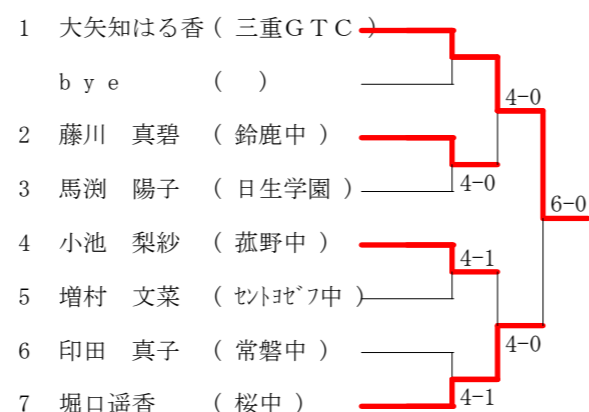 1 大矢知はる香 ( 三重GTC )
bye ( )
4-0
2 藤川 真碧 ( 鈴鹿中 )
3 馬渕 陽子 ( 日生学園 ) 4-0
6-0
4 小池 梨紗 ( 菰野中 )
4-1
5 増村 文菜 ( セントヨゼフ中 )
6 印田 真子 ( 常磐中 ) 4-0
7 堀口遥香 ( 桜中 ) 4-1